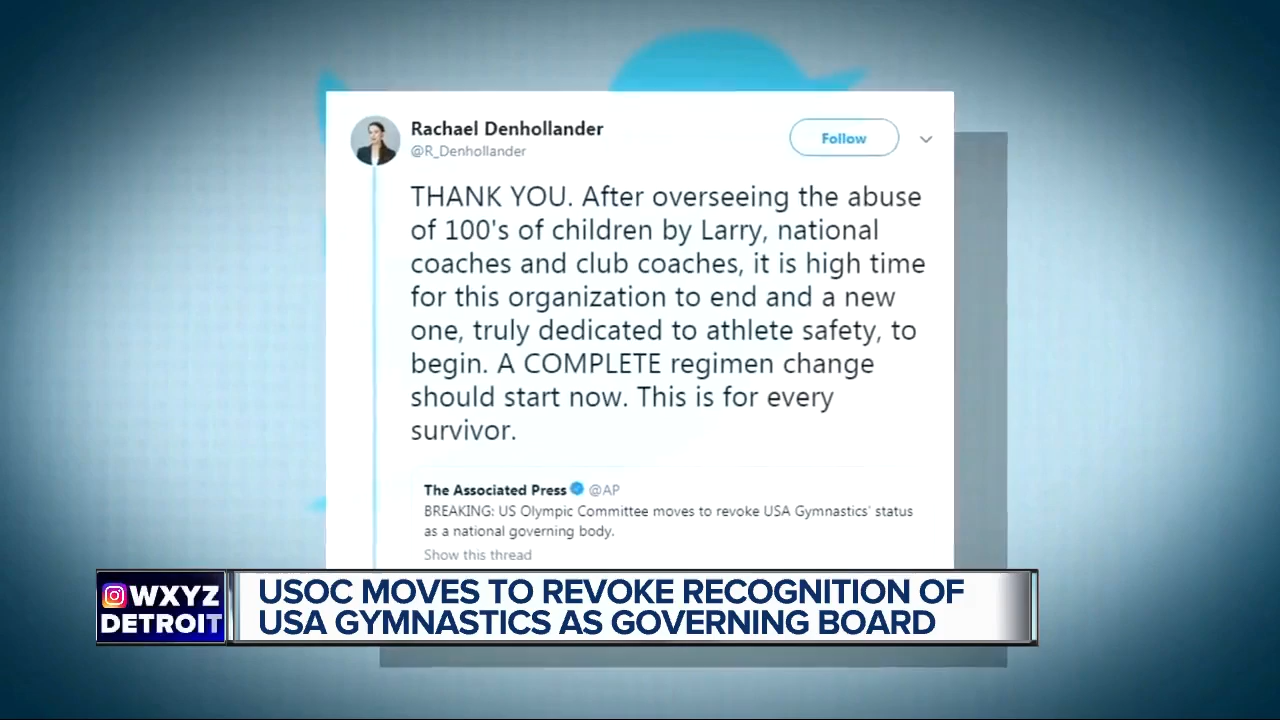 Rachael Denhollander
@R_Denhollander
Follow
THANK YOU. After overseeing the abuse
of 100's of children by Larry, national
coaches and club coaches, it is high time
for this organization to end and a new
one, truly dedicated to athlete safety, to
begin. A COMPLETE regimen change
should start now. This is for every
survivor.
The Associated Press @AP
BREAKING: US Olympic Committee moves to revoke USA Gymnastics' status
as a national governing body.
Show this thread
WXYZ
DETROIT
USOC MOVES TO REVOKE RECOGNITION OF
USA GYMNASTICS AS GOVERNING BOARD